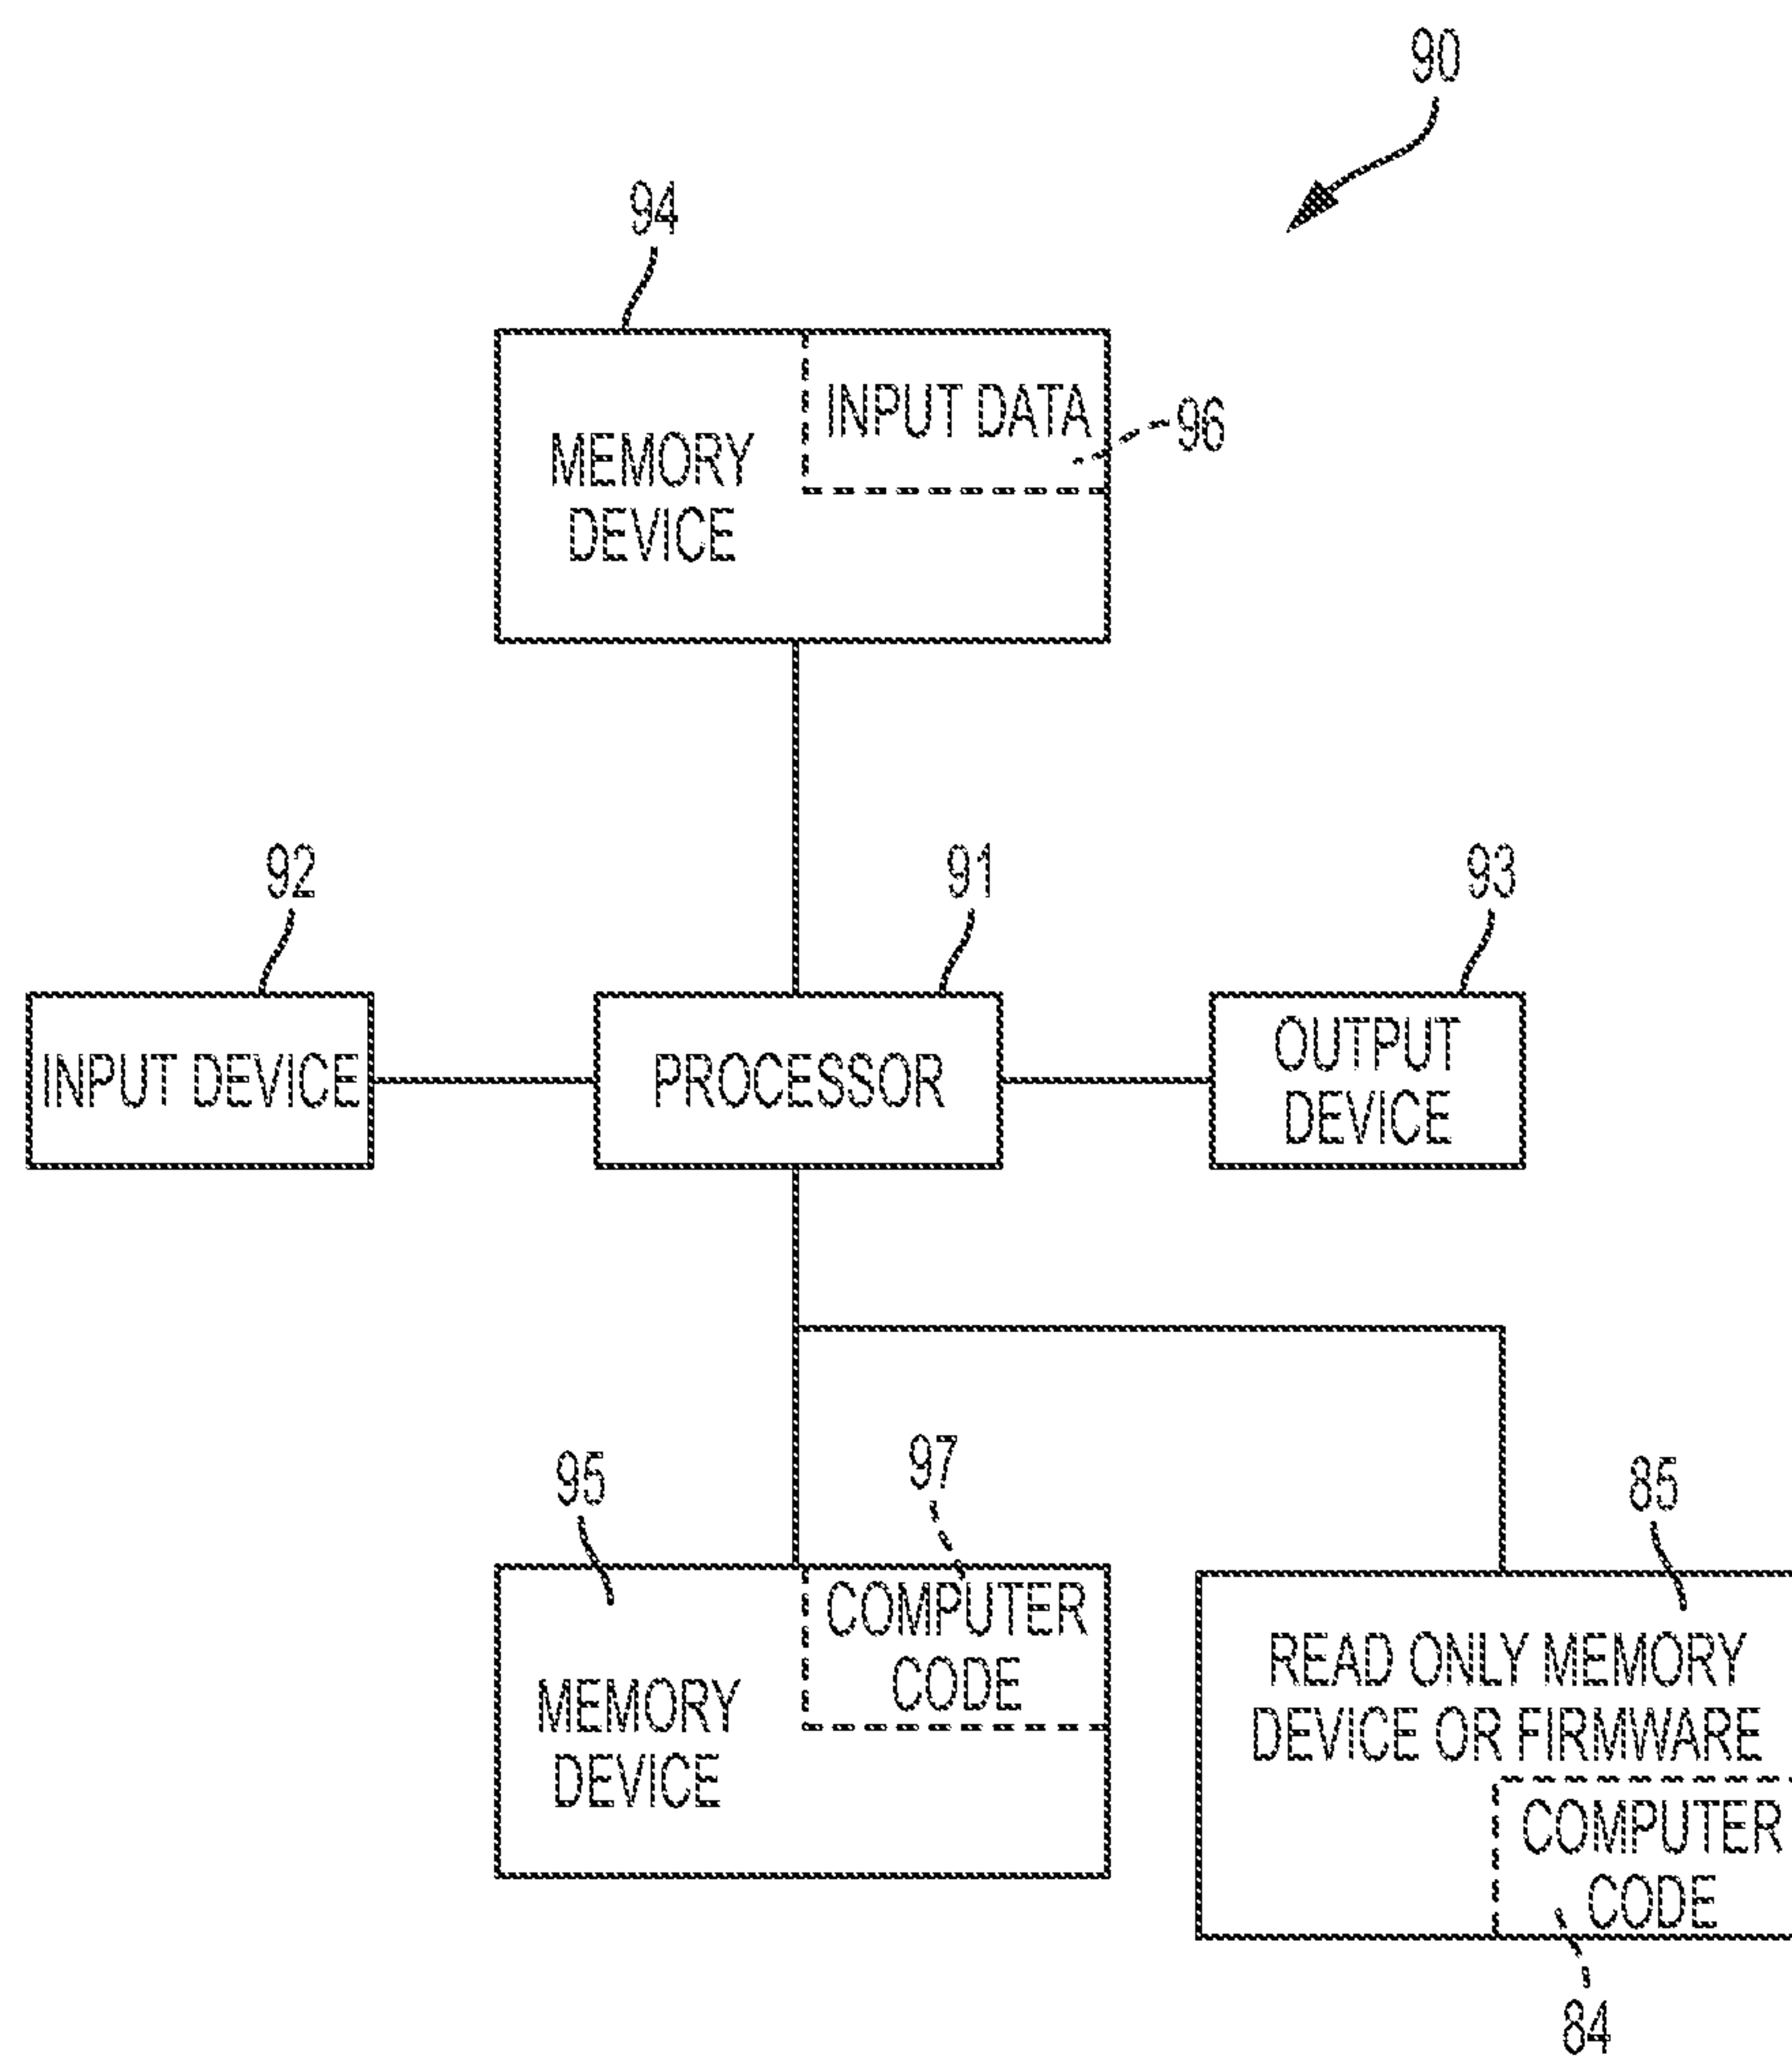 90
94
INPUT DATA
96
MEMORY
DEVICE
92
91
93
INPUT DEVICE
PROCESSOR
OUTPUT
DEVICE
95
97
85
COMPUTER
CODE
MEMORY
DEVICE
READ ONLY MEMORY
DEVICE OR FIRMWARE
COMPUTER
CODE
84